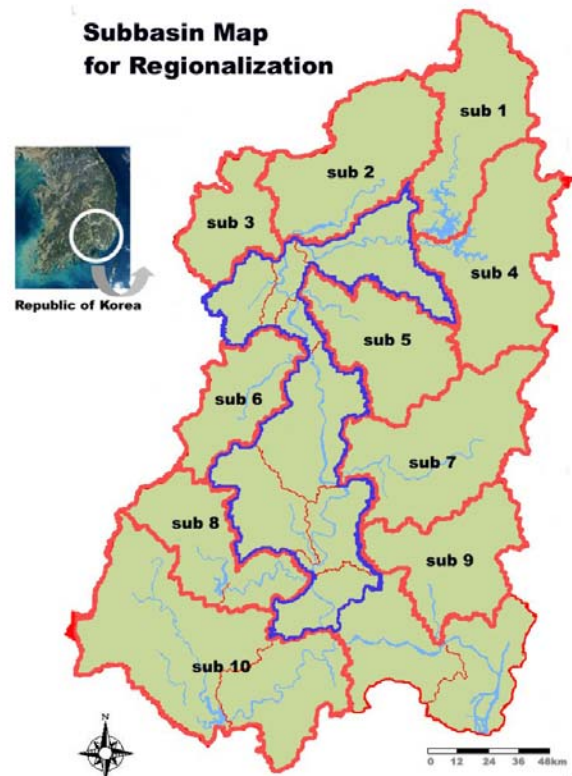 Subbasin Map
for Regionalization
sub 1
sub 2
sub 3
sub 4
Republic of Korea
sub 5
sub 6
sub 7
sub 8
sub 9
sub 10
N
0 12 24 36 48km